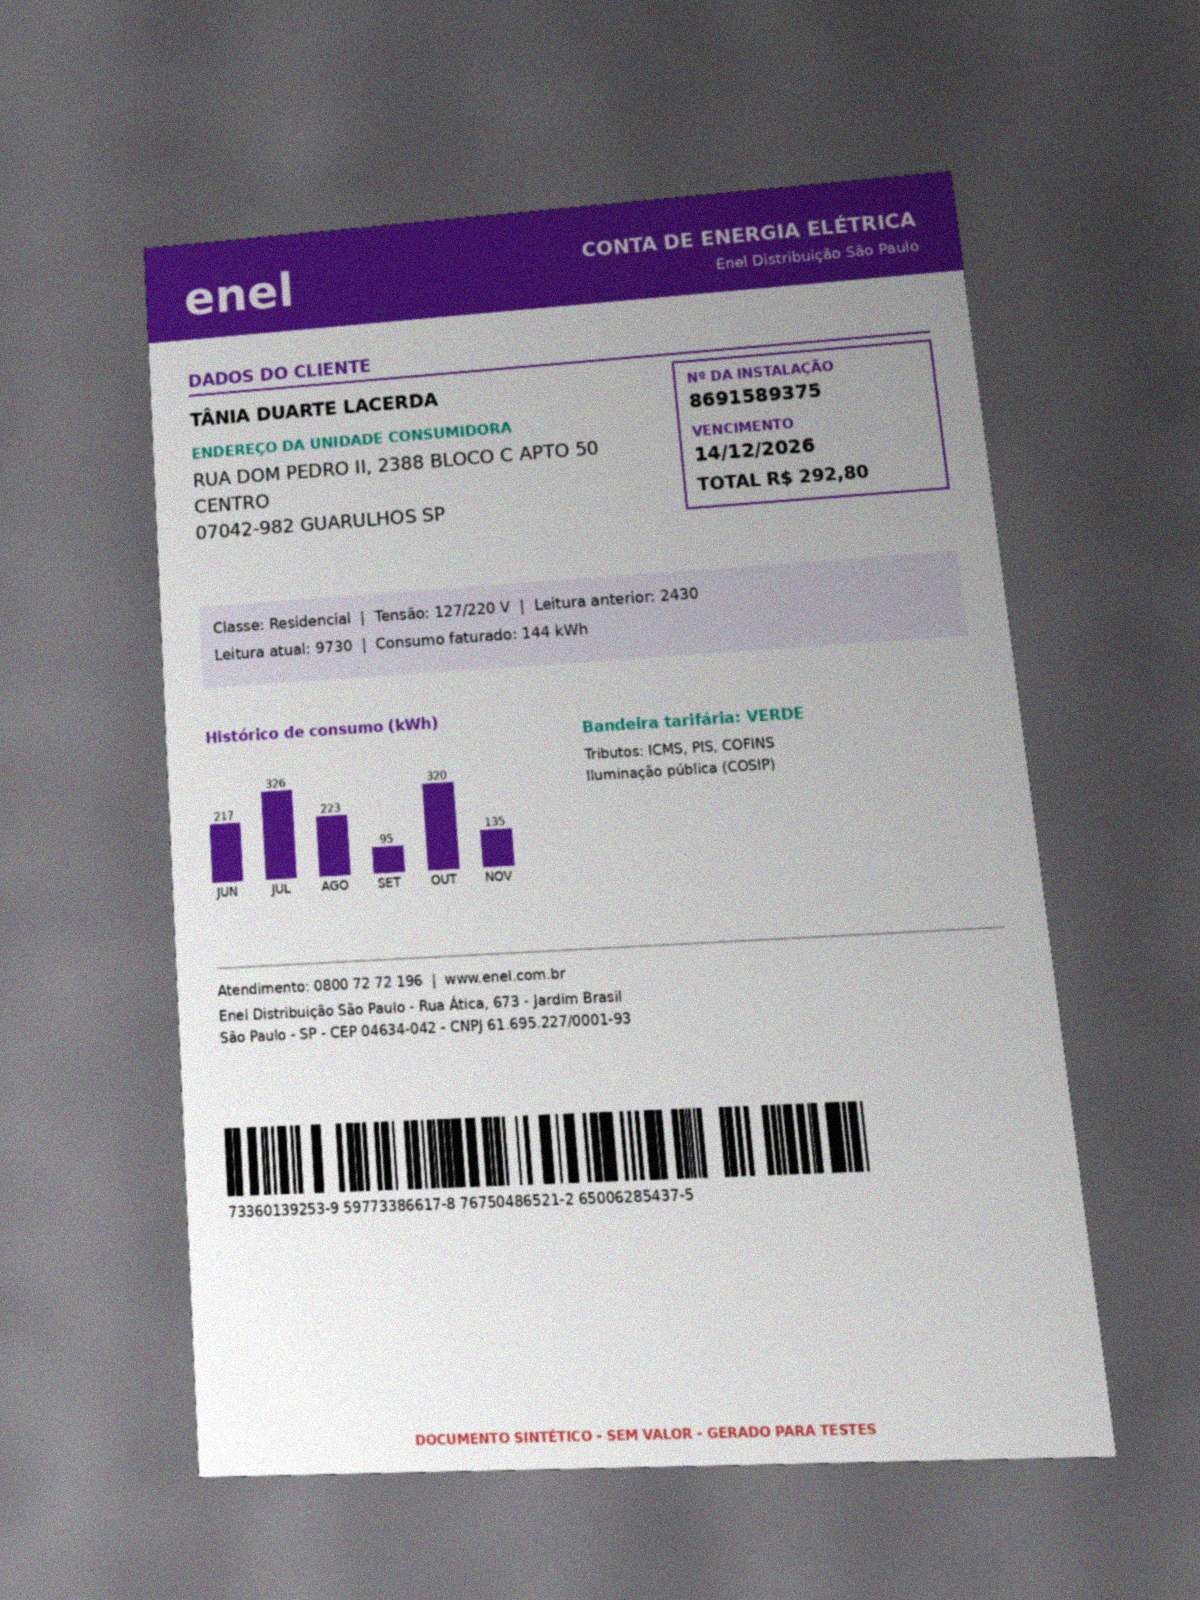 enel
CONTA DE ENERGIA ELÉTRICA
Enel Distribuição São Paulo
DADOS DO CLIENTE
TÂNIA DUARTE LACERDA
ENDEREÇO DA UNIDADE CONSUMIDORA
RUA DOM PEDRO II, 2388 BLOCO C APTO 50
CENTRO
07042-982 GUARULHOS SP
Nº DA INSTALAÇÃO
8691589375
VENCIMENTO
14/12/2026
TOTAL R$ 292,80
Classe: Residencial | Tensão: 127/220 V | Leitura anterior: 2430
Leitura atual: 9730 | Consumo faturado: 144 kWh
Histórico de consumo (kWh)
217 326 223 95 320 135
JUN JUL AGO SET OUT NOV
Bandeira tarifária: VERDE
Tributos: ICMS, PIS, COFINS
Iluminação pública (COSIP)
Atendimento: 0800 72 72 196 | www.enel.com.br
Enel Distribuição São Paulo - Rua Ática, 673 - Jardim Brasil
São Paulo - SP - CEP 04634-042 - CNPJ 61.695.227/0001-93
73360139253-9 59773386617-8 76750486521-2 65006285437-5
DOCUMENTO SINTÉTICO - SEM VALOR - GERADO PARA TESTES